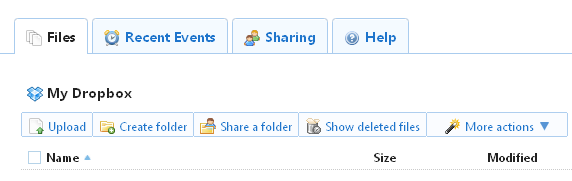 Files Recent Events Sharing Help
My Dropbox
Upload Create folder Share a folder Show deleted files More actions
Name Size Modified